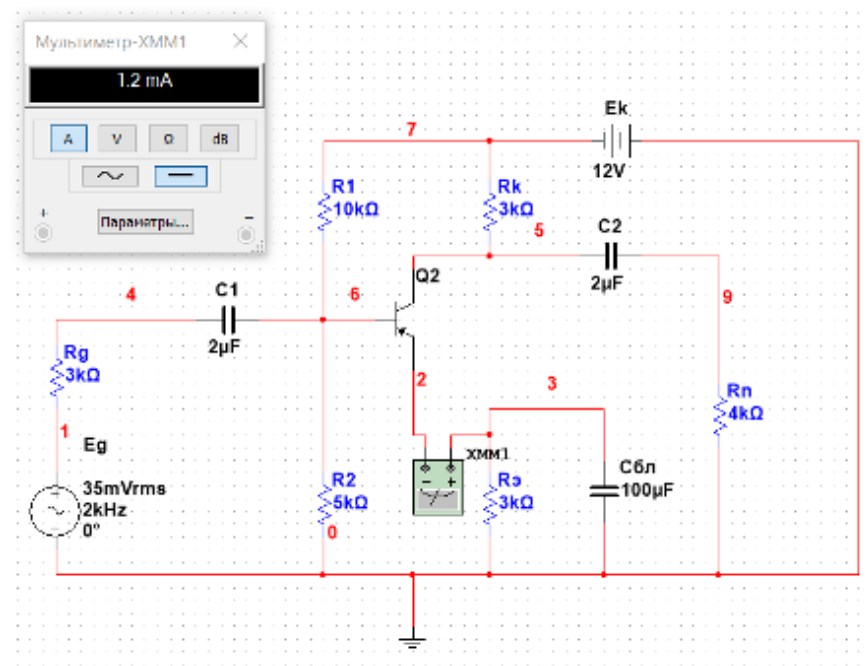 Мультиметр-XMM1
1.2 mA
A V Ω dB
+ Параметры... -
Ek
12V
7
R1
10kΩ
Rk
3kΩ
5
C2
2µF
Q2
4
C1
2µF
6
9
Rg
3kΩ
2
3
Rn
4kΩ
1
Eg
35mVrms
2kHz
0°
XMM1
- +
R2
5kΩ
0
Rэ
3kΩ
Cбл
100µF